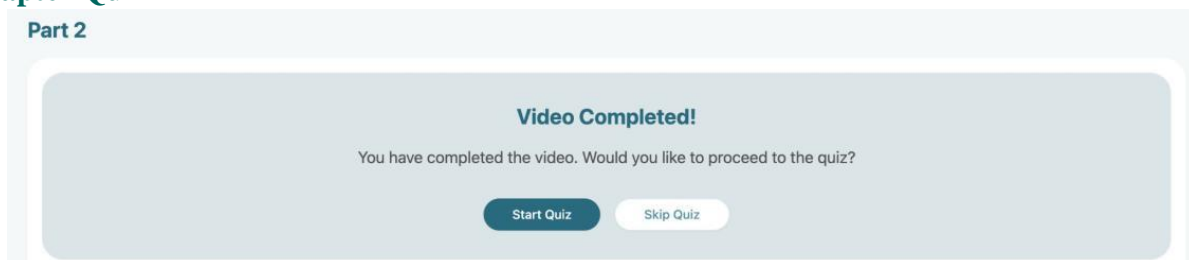 Part 2
Video Completed!
You have completed the video. Would you like to proceed to the quiz?
Start Quiz
Skip Quiz